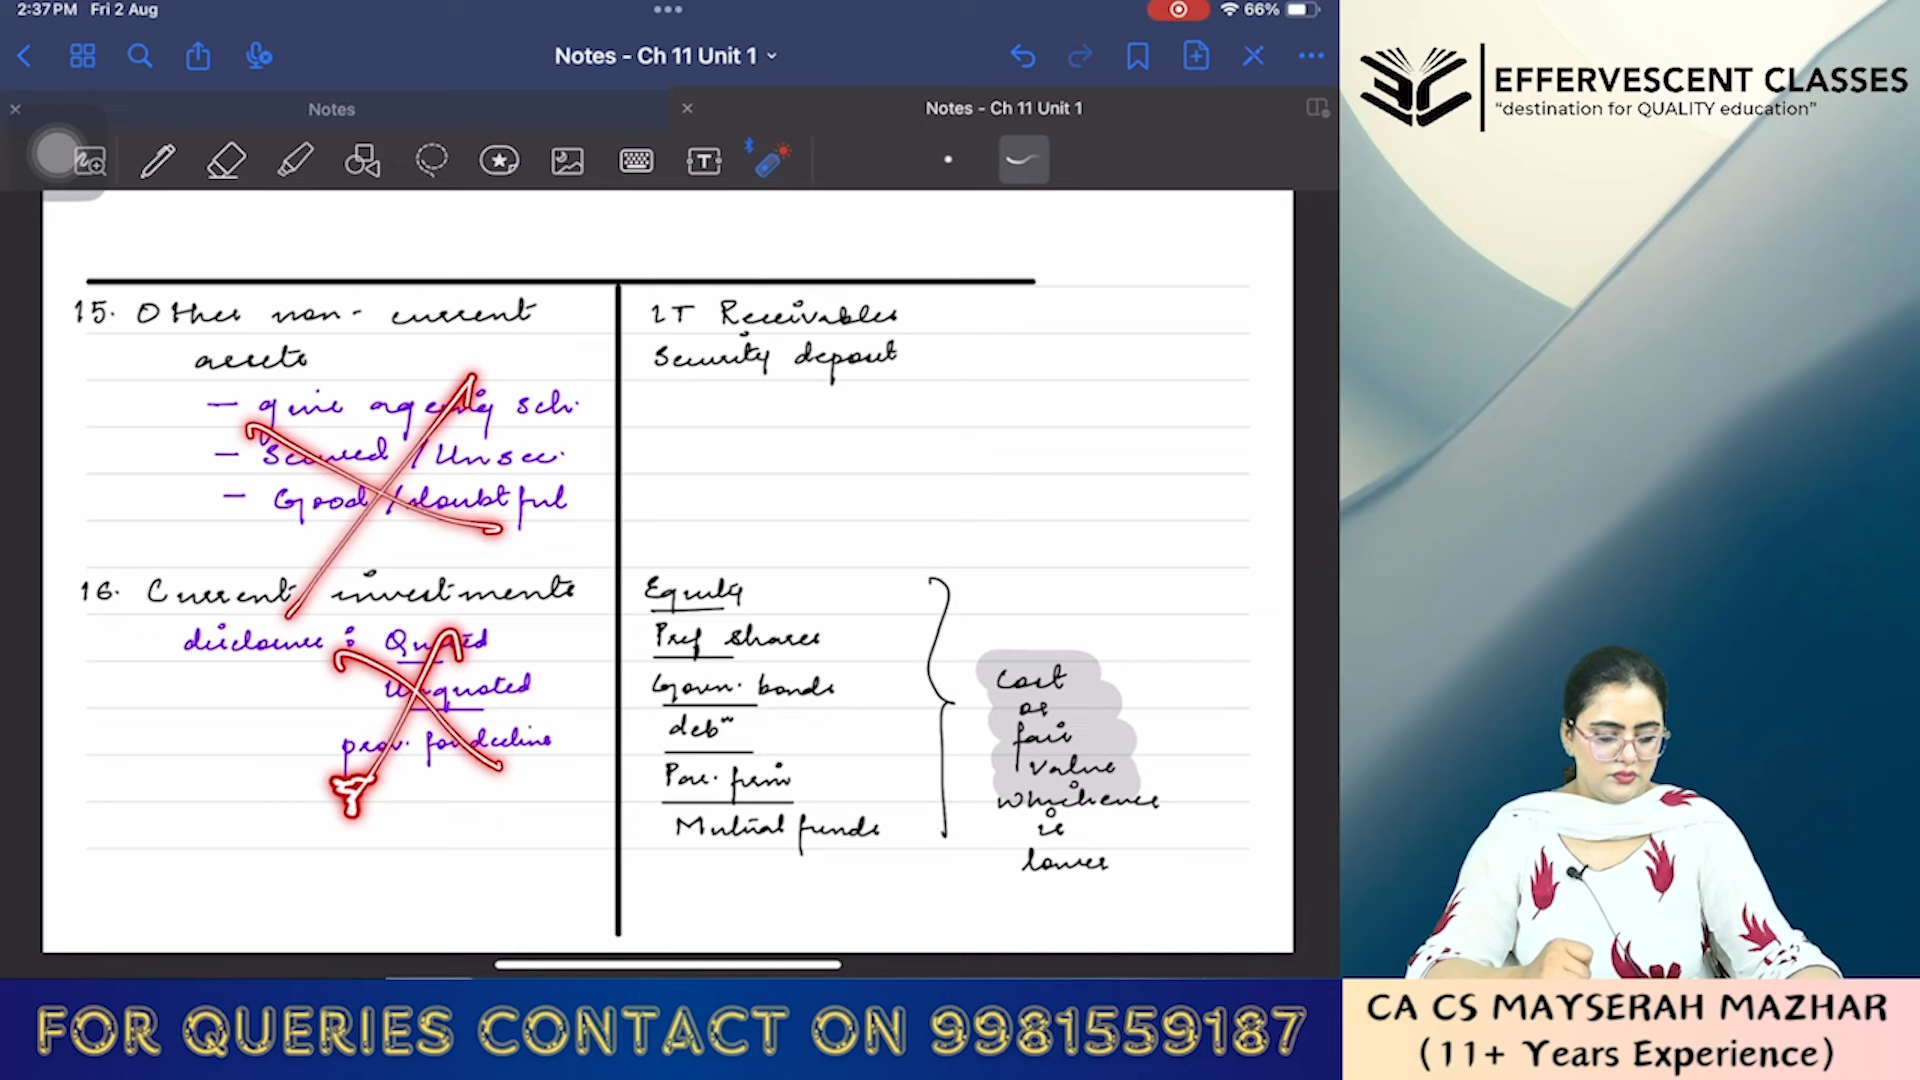 2:37PM Fri 2 Aug
66%
Notes - Ch 11 Unit 1
Notes
Notes - Ch 11 Unit 1
15. Other non-current
assets
- give ageing sch.
- Secured / Unsec.
- Good / doubtful
IT Receivables
Security deposit
16. Current investments
disclosure : Quoted
Unquoted
prov. for decline
Equity
Pref shares
Govn. bonds
deb"
Par. firm
Mutual funds
Cost
or
fair
value
whichever
is
lower
EFFERVESCENT CLASSES
"destination for QUALITY education"
FOR QUERIES CONTACT ON 9981559187
CA CS MAYSERAH MAZHAR
(11+ Years Experience)